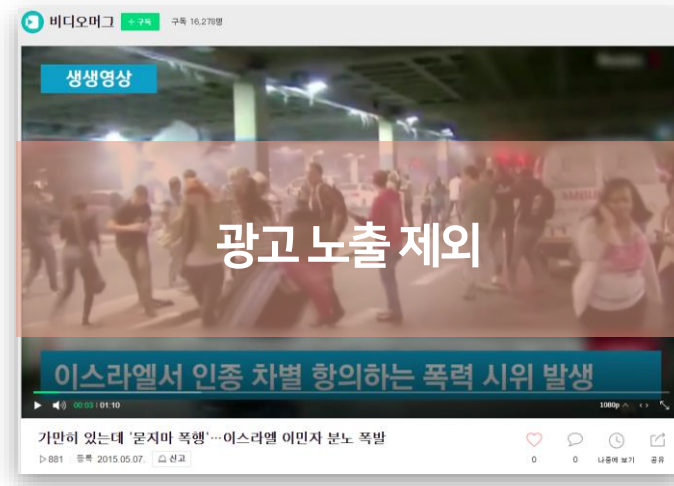 비디오머그 + 구독 구독 16,278명
생생영상
광고 노출 제외
이스라엘서 인종 차별 항의하는 폭력 시위 발생
00:03 | 01:10 1080p
가만히 있는데 '묻지마 폭행'…이스라엘 이민자 분노 폭발
▷ 881 등록 2015.05.07. 신고
0 0 나중에 보기 공유